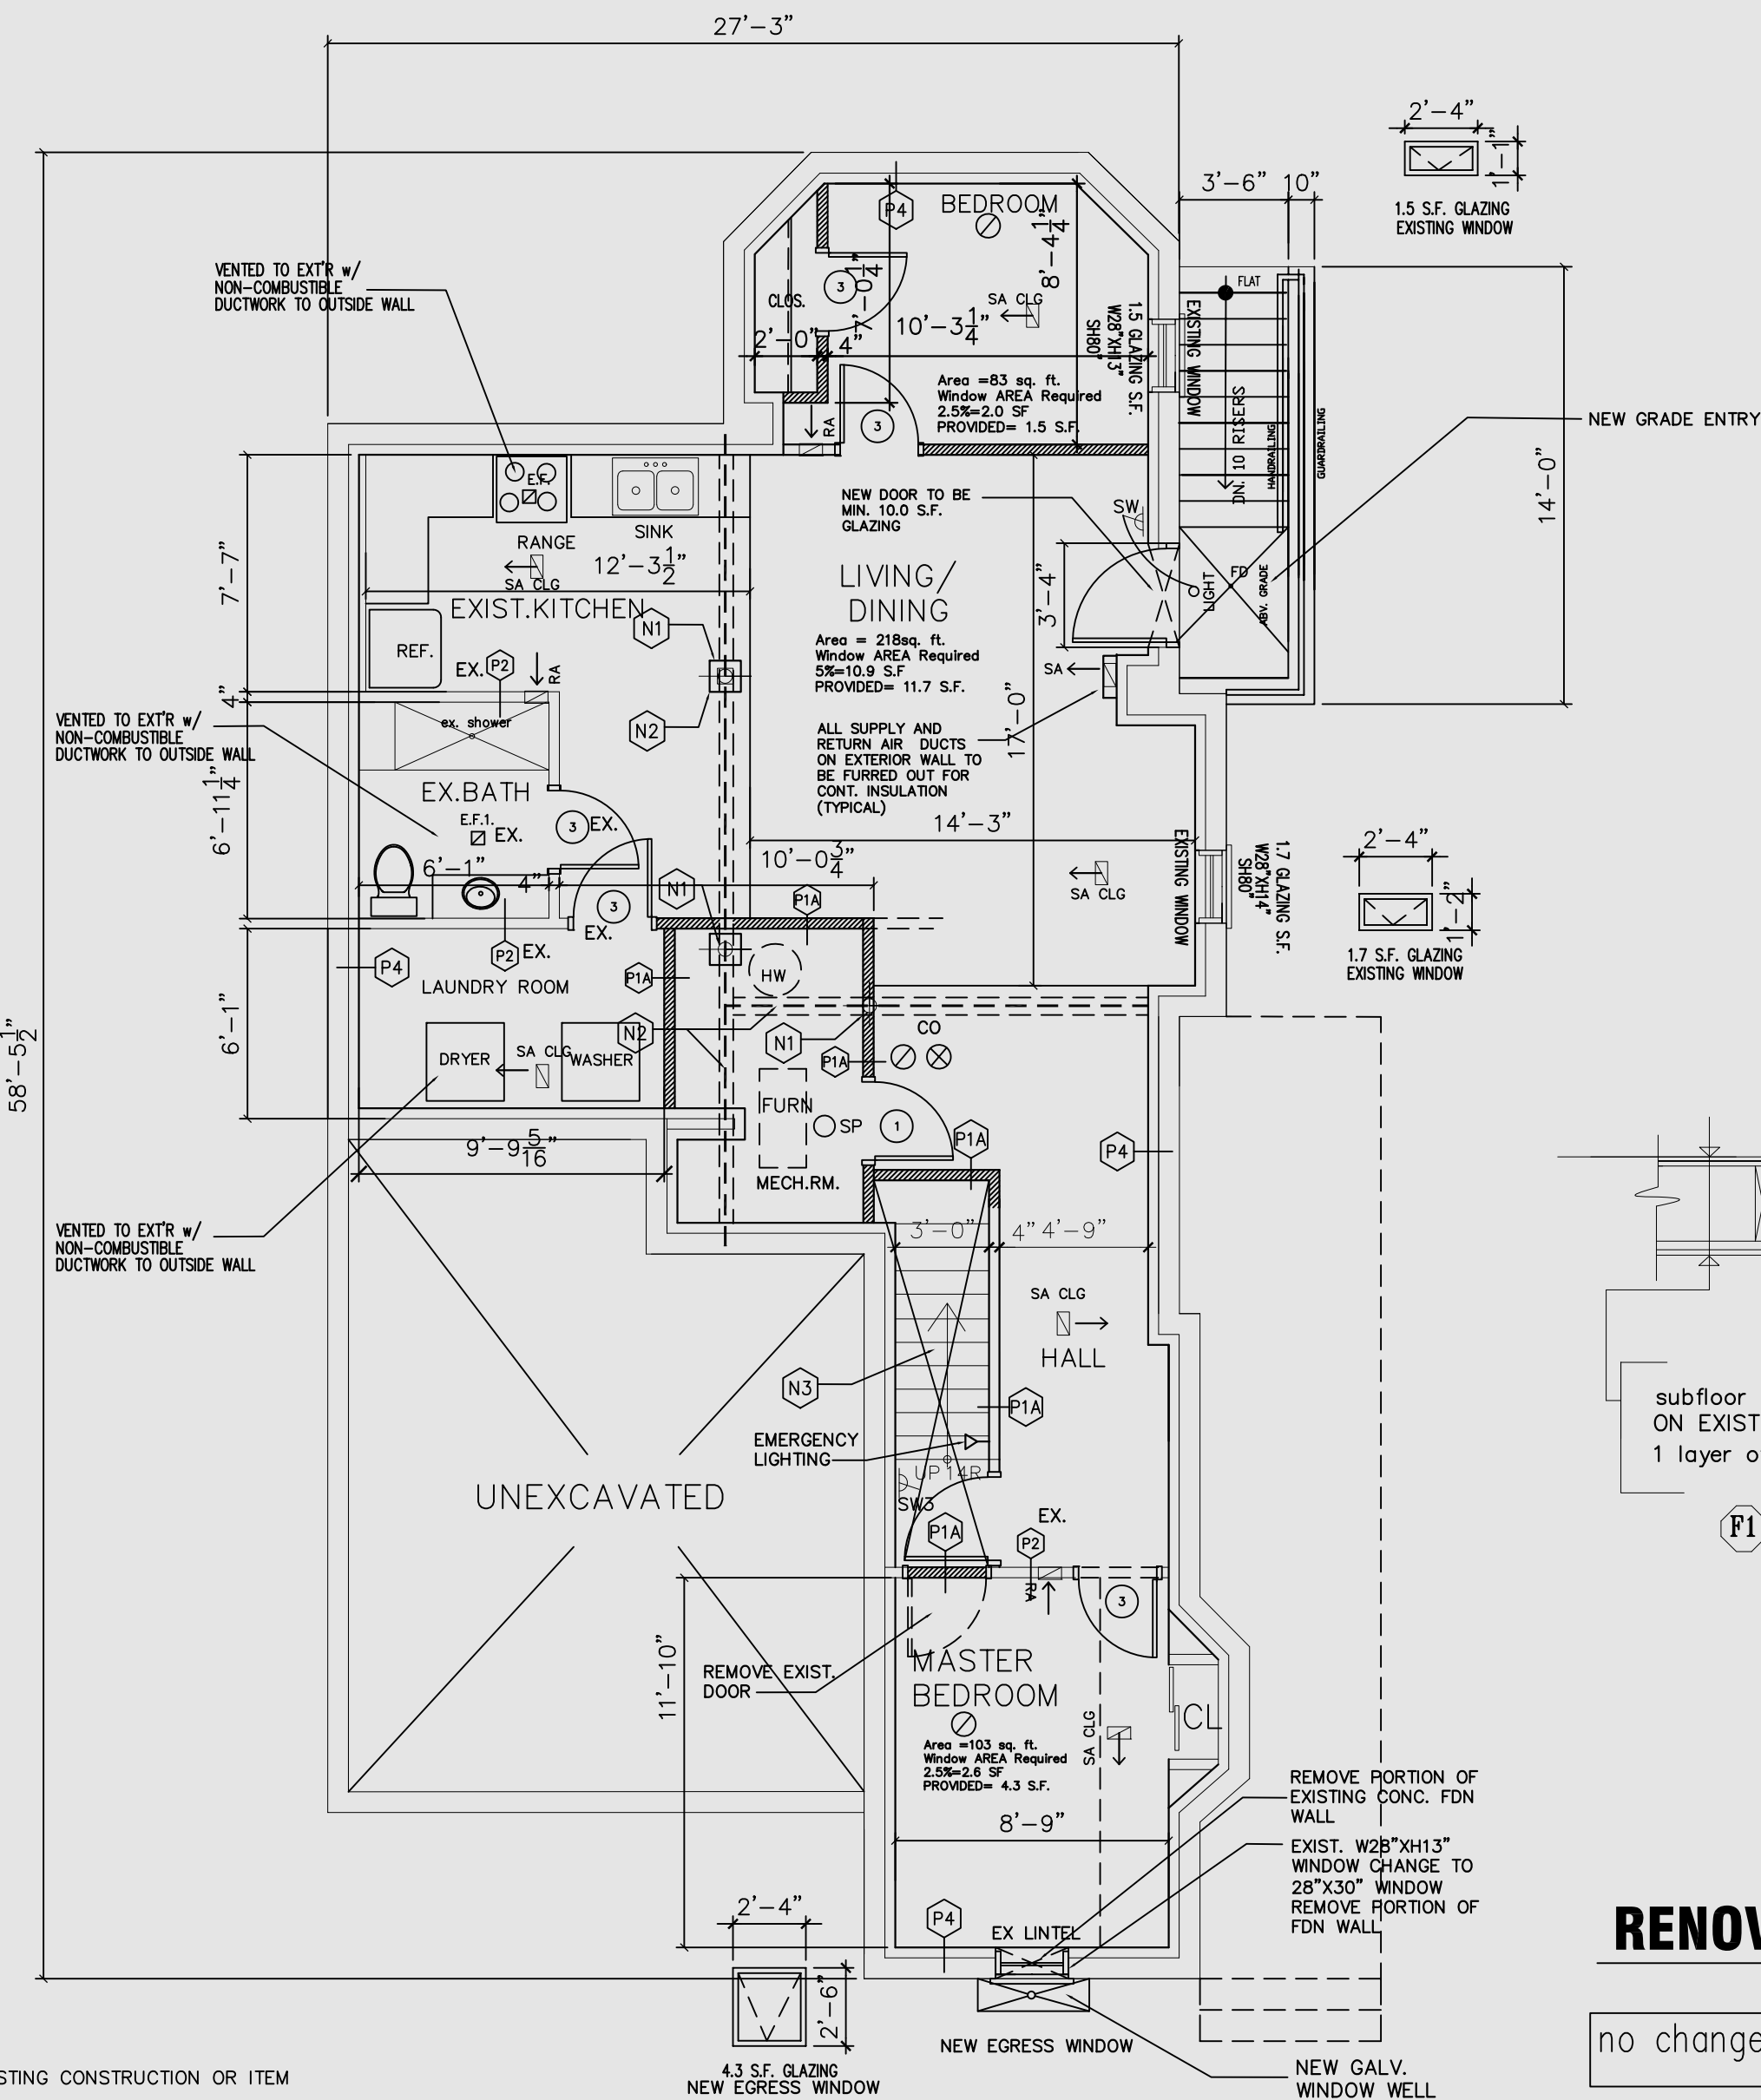 27'-3"
2'-4"
1'-1"
1.5 S.F. GLAZING
EXISTING WINDOW
3'-6"
10"
BEDROOM
P4
8'-4 1/4"
7'-0 1/4"
VENTED TO EXT'R w/
NON-COMBUSTIBLE
DUCTWORK TO OUTSIDE WALL
CLOS.
3
SA CLG
10'-3 1/4"
2'-0"
4"
1.5 GLAZING S.F.
W28"XH13"
SH80"
EXISTING WINDOW
FLAT
DN. 10 RISERS
HANDRAILING
GUARDRAILING
14'-0"
NEW GRADE ENTRY
Area =83 sq. ft.
Window AREA Required
2.5%=2.0 SF
PROVIDED= 1.5 S.F.
RA
3
E.F.
RANGE
SINK
SA CLG
12'-3 1/2"
EXIST.KITCHEN
7'-7"
REF.
EX.
P2
RA
N1
N2
NEW DOOR TO BE
MIN. 10.0 S.F.
GLAZING
SW
LIVING/
DINING
Area = 218sq. ft.
Window AREA Required
5%=10.9 S.F
PROVIDED= 11.7 S.F.
3'-4"
LIGHT
FD
ABV. GRADE
SA
17'-0"
ALL SUPPLY AND
RETURN AIR DUCTS
ON EXTERIOR WALL TO
BE FURRED OUT FOR
CONT. INSULATION
(TYPICAL)
4"
VENTED TO EXT'R w/
NON-COMBUSTIBLE
DUCTWORK TO OUTSIDE WALL
ex. shower
6'-11 1/4"
EX.BATH
E.F.1.
EX.
3
EX.
6'-1"
4"
14'-3"
10'-0 3/4"
SA CLG
EXISTING WINDOW
1.7 GLAZING S.F.
W28"XH14"
SH80"
2'-4"
1'-2"
1.7 S.F. GLAZING
EXISTING WINDOW
N1
P1A
3
EX.
P2
EX.
P4
LAUNDRY ROOM
P1A
HW
6'-1"
58'-5 1/2"
N2
N1
CO
P1A
DRYER
SA CLG
WASHER
FURN
SP
1
P1A
P4
MECH.RM.
9'-9 5/16"
VENTED TO EXT'R w/
NON-COMBUSTIBLE
DUCTWORK TO OUTSIDE WALL
3'-0"
4"
4'-9"
SA CLG
HALL
N3
P1A
EMERGENCY
LIGHTING
UP 14R
SW3
UNEXCAVATED
P1A
EX.
P2
RA
3
subfloor
ON EXIST
1 layer o
F1
11'-10"
REMOVE EXIST.
DOOR
MASTER
BEDROOM
CL
SA CLG
Area =103 sq. ft.
Window AREA Required
2.5%=2.6 SF
PROVIDED= 4.3 S.F.
8'-9"
REMOVE PORTION OF
EXISTING CONC. FDN
WALL
EXIST. W28"XH13"
WINDOW CHANGE TO
28"X30" WINDOW
REMOVE PORTION OF
FDN WALL
P4
EX LINTEL
2'-4"
2'-6"
4.3 S.F. GLAZING
NEW EGRESS WINDOW
NEW EGRESS WINDOW
NEW GALV.
WINDOW WELL
RENOV
no change
STING CONSTRUCTION OR ITEM